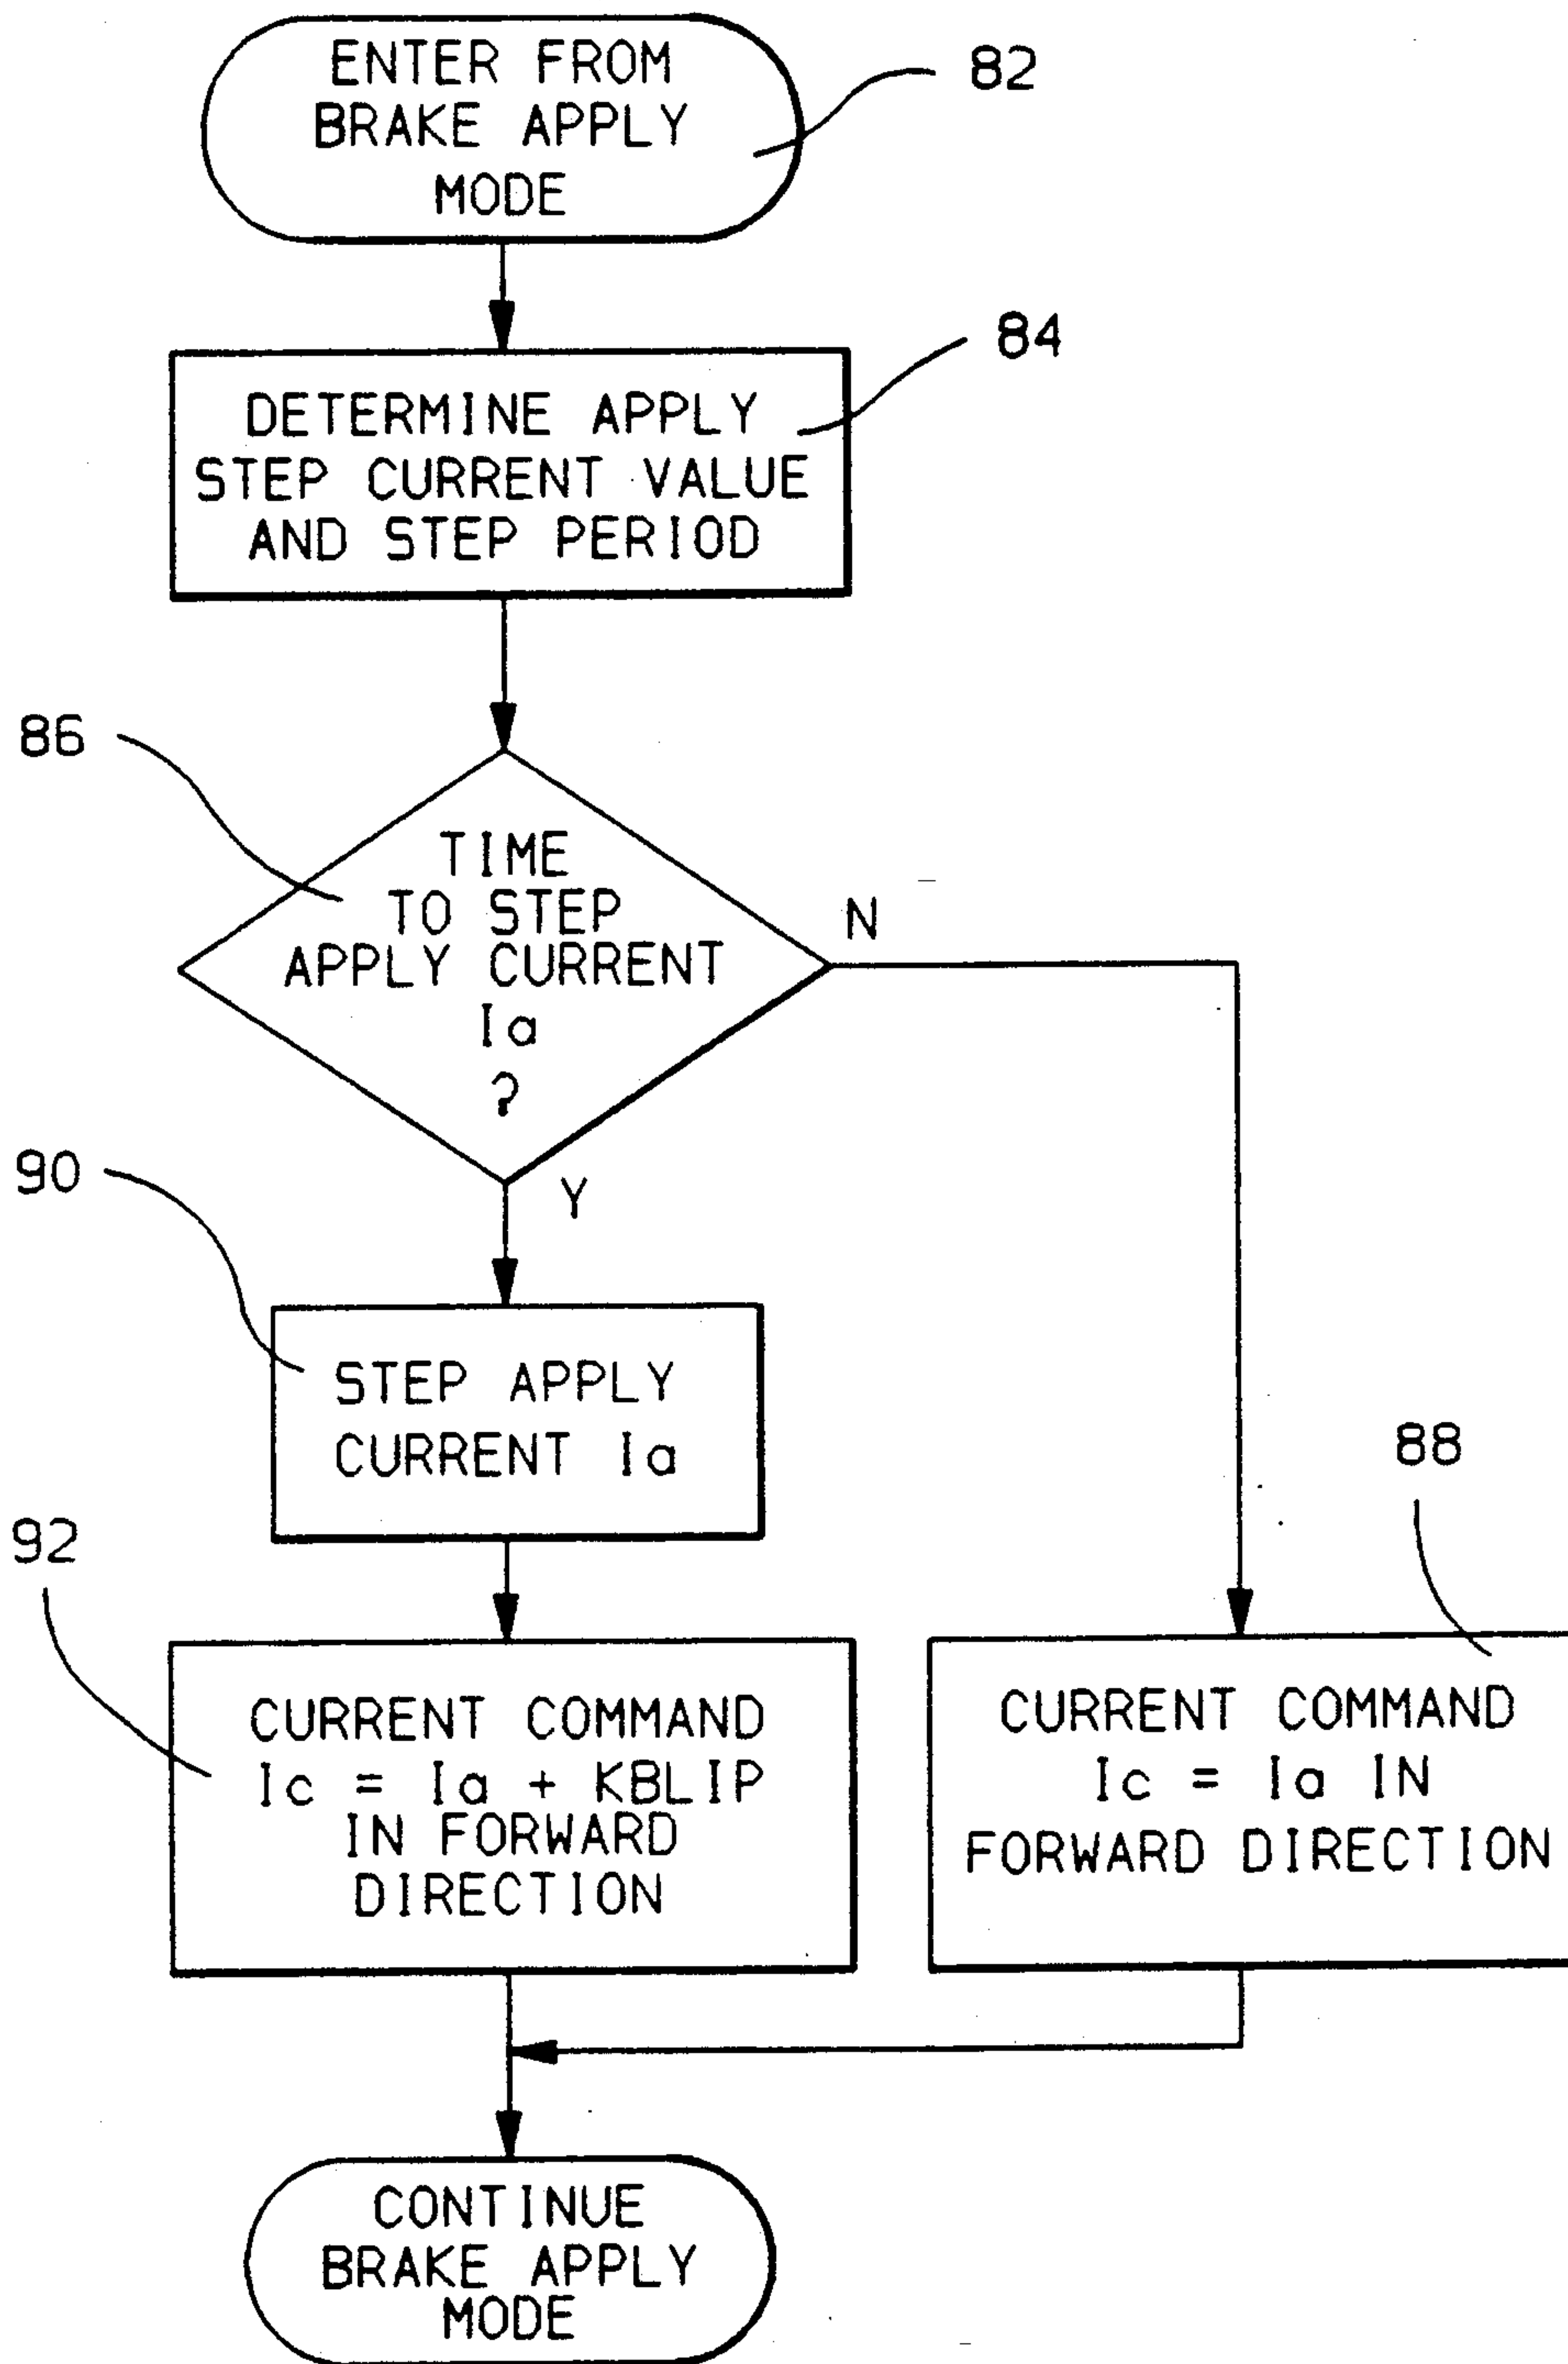 ENTER FROM
BRAKE APPLY
MODE
82
DETERMINE APPLY
STEP CURRENT VALUE
AND STEP PERIOD
84
86
TIME
TO STEP
APPLY CURRENT
Ia
?
N
Y
90
STEP APPLY
CURRENT Ia
92
CURRENT COMMAND
Ic = Ia + KBLIP
IN FORWARD
DIRECTION
88
CURRENT COMMAND
Ic = Ia IN
FORWARD DIRECTION
CONTINUE
BRAKE APPLY
MODE